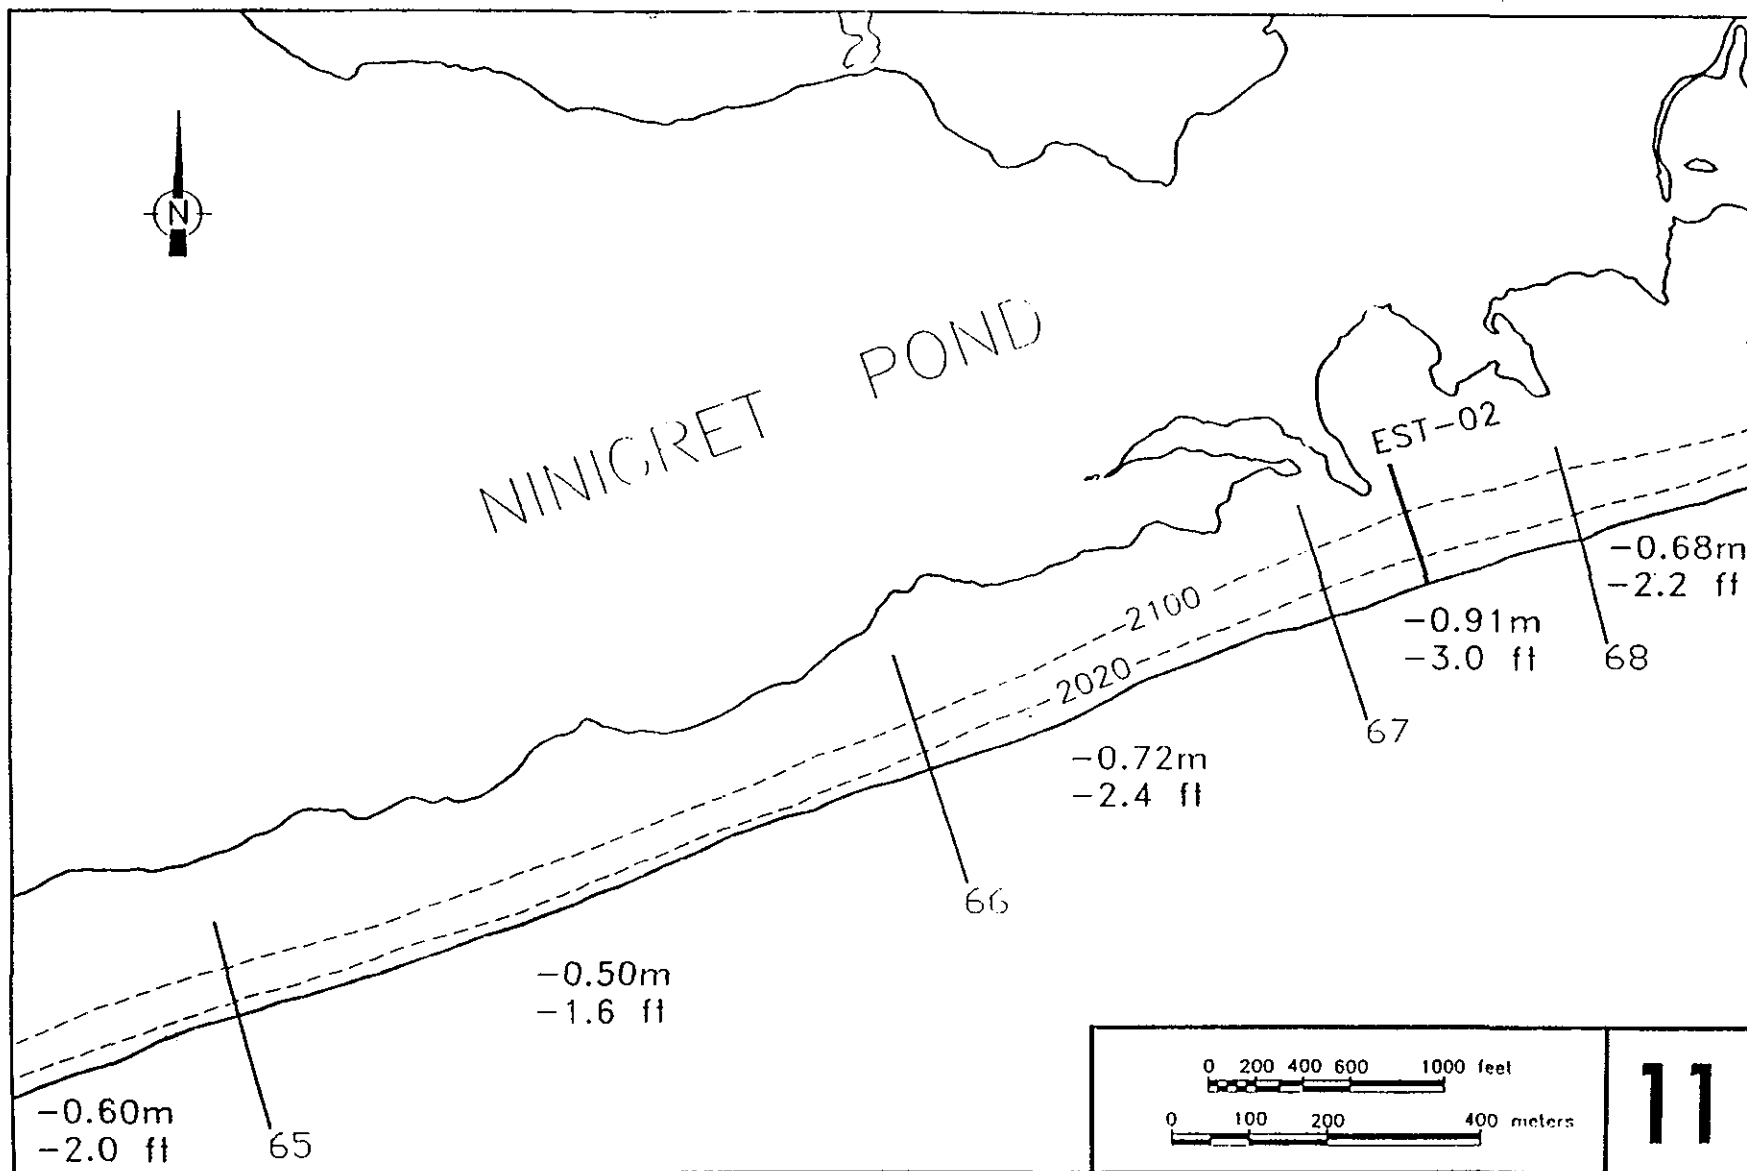 N
NINIGRET POND
EST-02
2100
2020
-0.68m
-2.2 ft
-0.91m
-3.0 ft
68
67
-0.72m
-2.4 ft
66
-0.50m
-1.6 ft
-0.60m
-2.0 ft
65
0 200 400 600 1000 feet
0 100 200 400 meters
11